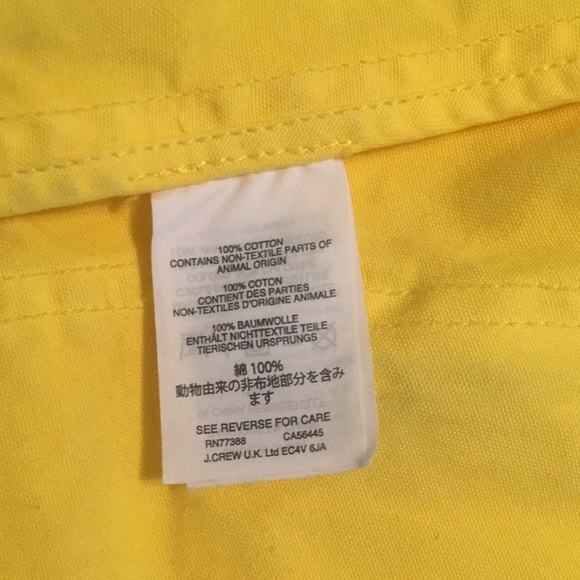 100% COTTON
CONTAINS NON-TEXTILE PARTS OF
ANIMAL ORIGIN
100% COTON
CONTIENT DES PARTIES
NON-TEXTILES D'ORIGINE ANIMALE
100% BAUMWOLLE
ENTHÄLT NICHTTEXTILE TEILE
TIERISCHEN URSPRUNGS
綿 100%
動物由来の非布地部分を含み
ます
SEE REVERSE FOR CARE
RN77388 CA56445
J.CREW U.K. Ltd EC4V 6JA